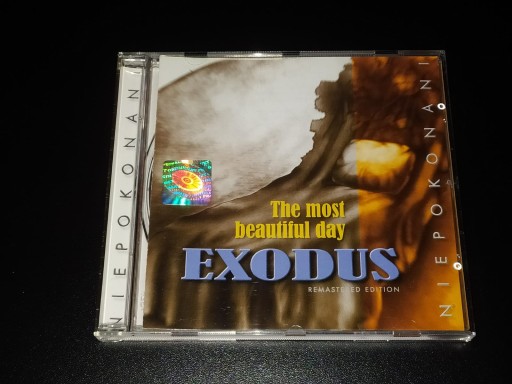 NIEPOKONANI
The most
beautiful day
EXODUS
REMASTERED EDITION
NIEPOKONANI